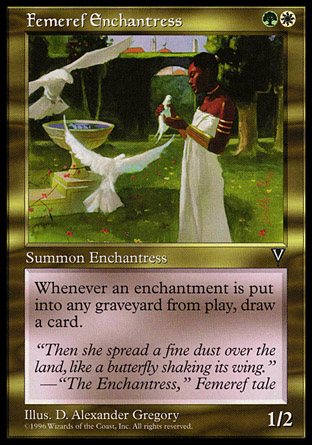 Femeref Enchantress
Summon Enchantress
Whenever an enchantment is put
into any graveyard from play, draw
a card.
“Then she spread a fine dust over the
land, like a butterfly shaking its wing.”
—“The Enchantress,” Femeref tale
Illus. D. Alexander Gregory
©1996 Wizards of the Coast, Inc. All rights reserved.
1/2